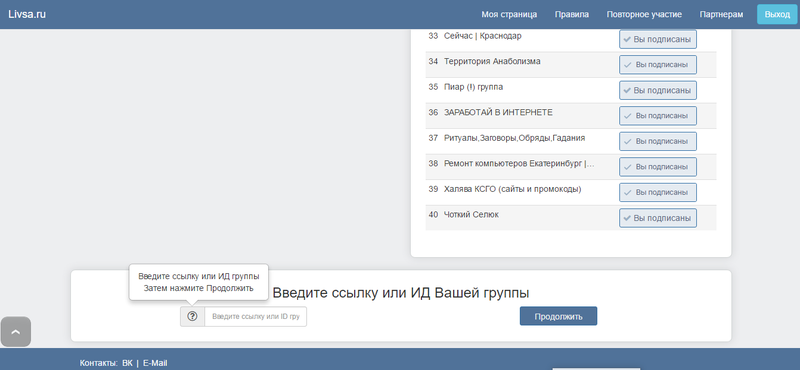 Livsa.ru Моя страница Правила Повторное участие Партнерам Выход
33 Сейчас | Краснодар Вы подписаны
34 Территория Анаболизма Вы подписаны
35 Пиар (!) группа Вы подписаны
36 ЗАРАБОТАЙ В ИНТЕРНЕТЕ Вы подписаны
37 Ритуалы,Заговоры,Обряды,Гадания Вы подписаны
38 Ремонт компьютеров Екатеринбург |... Вы подписаны
39 Халява КСГО (сайты и промокоды) Вы подписаны
40 Чоткий Селюк Вы подписаны
Введите ссылку или ИД группы
Затем нажмите Продолжить
Введите ссылку или ИД Вашей группы
Введите ссылку или ID гру Продолжить
Контакты: ВК | E-Mail